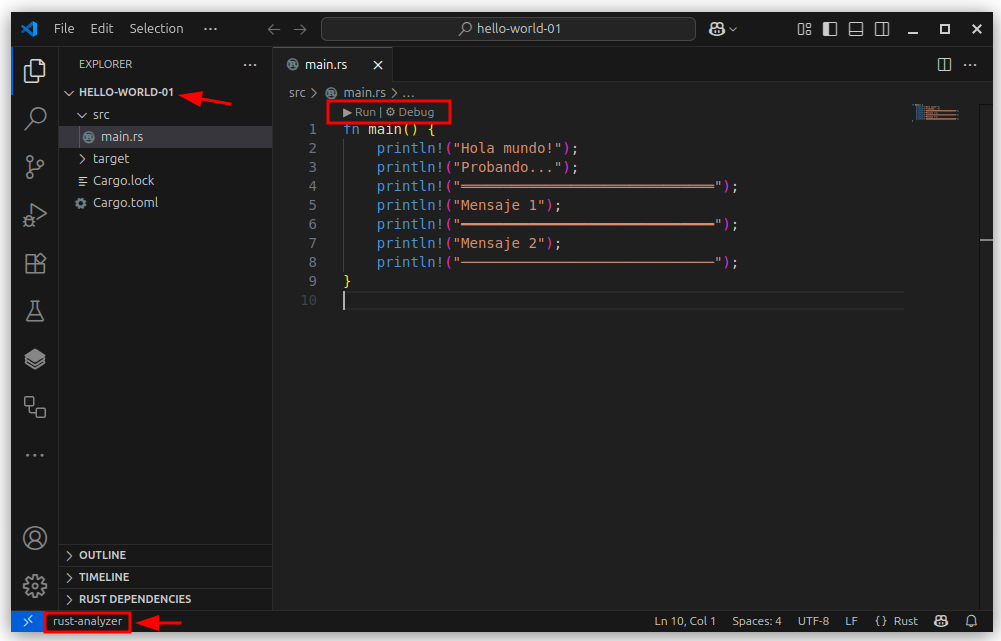 File Edit Selection ··· hello-world-01
EXPLORER ···
HELLO-WORLD-01
src
main.rs
target
Cargo.lock
Cargo.toml
OUTLINE
TIMELINE
RUST DEPENDENCIES
main.rs
src > main.rs > ...
Run | Debug
1 fn main() {
2 println!("Hola mundo!");
3 println!("Probando...");
4 println!("══════════════════════════════");
5 println!("Mensaje 1");
6 println!("━━━━━━━━━━━━━━━━━━━━━━━━━━━━━━");
7 println!("Mensaje 2");
8 println!("──────────────────────────────");
9 }
10
rust-analyzer Ln 10, Col 1 Spaces: 4 UTF-8 LF {} Rust